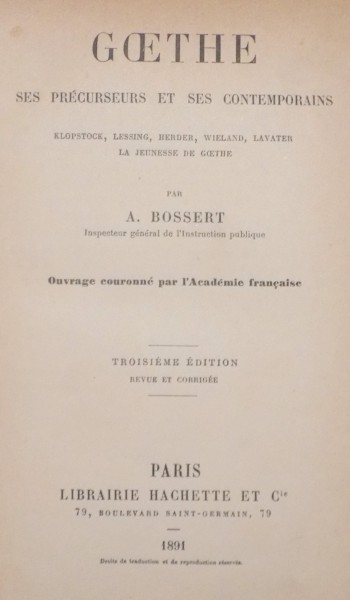 GŒTHE
SES PRÉCURSEURS ET SES CONTEMPORAINS
KLOPSTOCK, LESSING, HERDER, WIELAND, LAVATER
LA JEUNESSE DE GŒTHE
PAR
A. BOSSERT
Inspecteur général de l'Instruction publique
Ouvrage couronné par l'Académie française
TROISIÈME ÉDITION
REVUE ET CORRIGÉE
PARIS
LIBRAIRIE HACHETTE ET Cie
79, BOULEVARD SAINT-GERMAIN, 79
1891
Droits de traduction et de reproduction réservés.